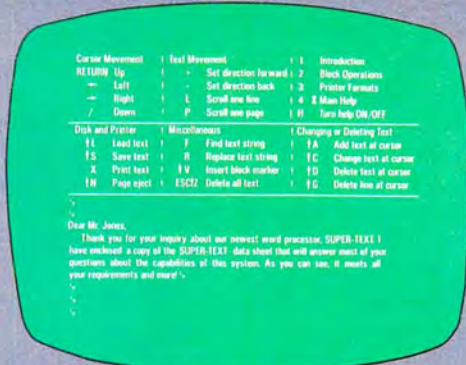 Cursor Movement ! Text Movement ! 1 Introduction
RETURN Up ! + Set direction forward ! 2 Block Operations
← Left ! - Set direction back ! 3 Printer Formats
→ Right ! L Scroll one line ! 4 Main Help
/ Down ! P Scroll one page ! H Turn help ON/OFF
Disk and Printer ! Miscellaneous ! Changing or Deleting Text
↑L Load text ! F Find text string ! ↑A Add text at cursor
↑S Save text ! R Replace text string ! ↑C Change text at cursor
X Print text ! ↑V Insert block marker ! ↑D Delete text at cursor
↑N Page eject ! ESC↑Z Delete all text ! ↑G Delete line at cursor
Dear Mr. Jones,
Thank you for your inquiry about our newest word processor, SUPER-TEXT I
have enclosed a copy of the SUPER-TEXT data sheet that will answer most of your
questions about the capabilities of this system. As you can see, it meets all
your requirements and more!